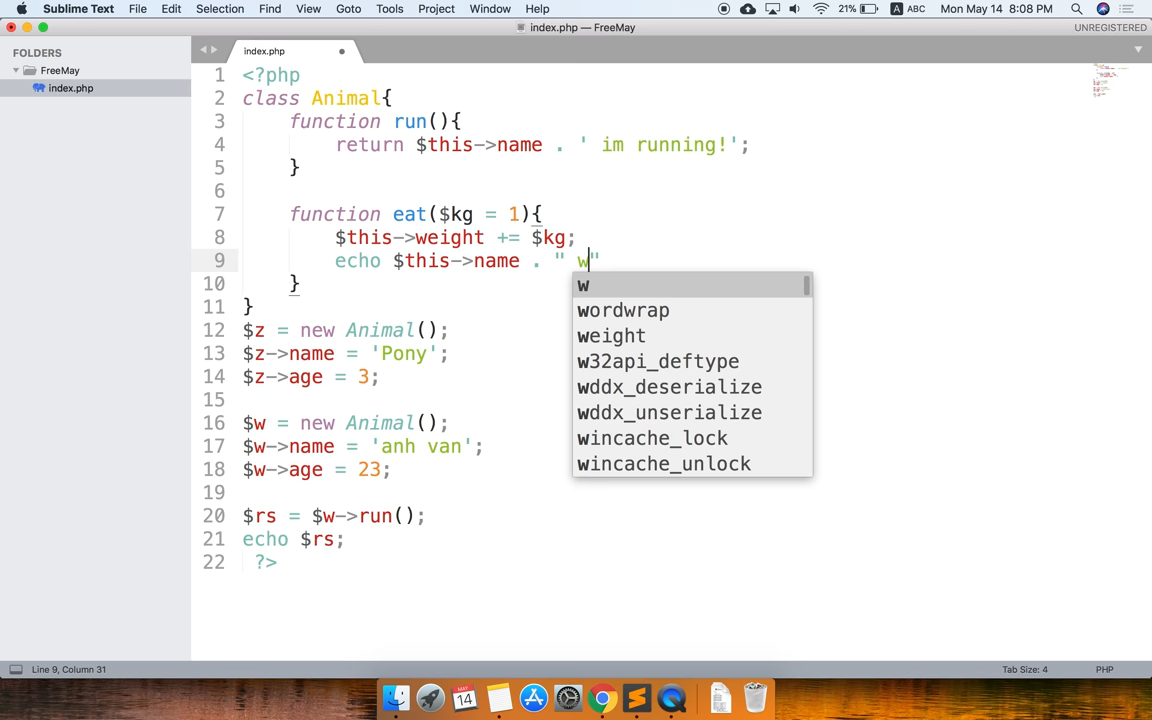 Sublime Text File Edit Selection Find View Goto Tools Project Window Help 21% A ABC Mon May 14 8:08 PM
index.php — FreeMay UNREGISTERED
FOLDERS
FreeMay
index.php
index.php
1 <?php
2 class Animal{
3 function run(){
4 return $this->name . ' im running!';
5 }
6
7 function eat($kg = 1){
8 $this->weight += $kg;
9 echo $this->name . " w"
10 }
11 }
12 $z = new Animal();
13 $z->name = 'Pony';
14 $z->age = 3;
15
16 $w = new Animal();
17 $w->name = 'anh van';
18 $w->age = 23;
19
20 $rs = $w->run();
21 echo $rs;
22 ?>
w
wordwrap
weight
w32api_deftype
wddx_deserialize
wddx_unserialize
wincache_lock
wincache_unlock
Line 9, Column 31 Tab Size: 4 PHP
MAY
14